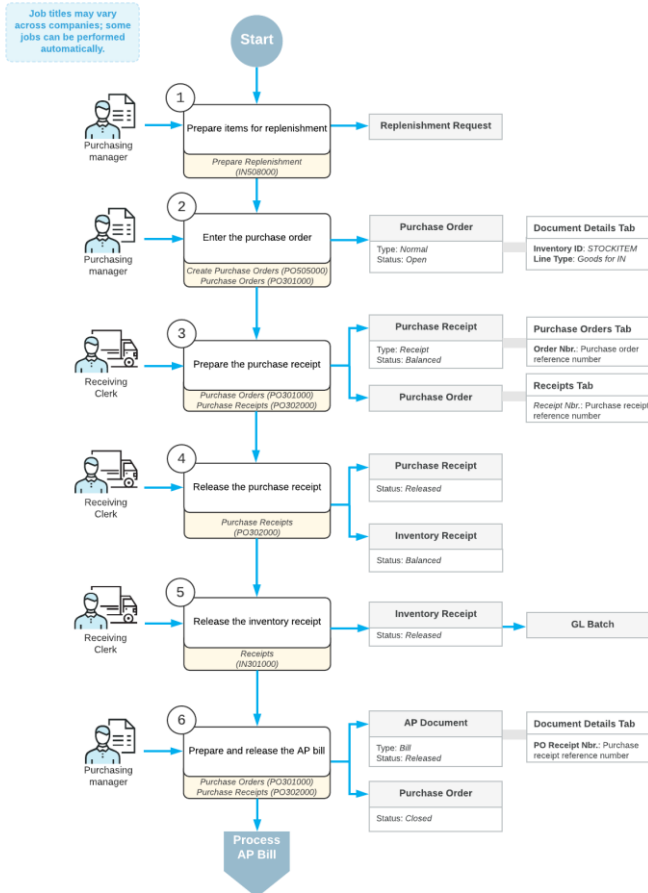 Job titles may vary
across companies; some
jobs can be performed
automatically.
Start
1
Purchasing
manager
Prepare items for replenishment
Prepare Replenishment
(IN508000)
Replenishment Request
2
Purchasing
manager
Enter the purchase order
Create Purchase Orders (PO505000)
Purchase Orders (PO301000)
Purchase Order
Type: Normal
Status: Open
Document Details Tab
Inventory ID: STOCKITEM
Line Type: Goods for IN
3
Receiving
Clerk
Prepare the purchase receipt
Purchase Orders (PO301000)
Purchase Receipts (PO302000)
Purchase Receipt
Type: Receipt
Status: Balanced
Purchase Orders Tab
Order Nbr.: Purchase order
reference number
Purchase Order
Receipts Tab
Receipt Nbr.: Purchase receipt
reference number
4
Receiving
Clerk
Release the purchase receipt
Purchase Receipts
(PO302000)
Purchase Receipt
Status: Released
Inventory Receipt
Status: Balanced
5
Receiving
Clerk
Release the inventory receipt
Receipts
(IN301000)
Inventory Receipt
Status: Released
GL Batch
6
Purchasing
manager
Prepare and release the AP bill
Purchase Orders (PO301000)
Purchase Receipts (PO302000)
AP Document
Type: Bill
Status: Released
Document Details Tab
PO Receipt Nbr.: Purchase
receipt reference number
Purchase Order
Status: Closed
Process
AP Bill